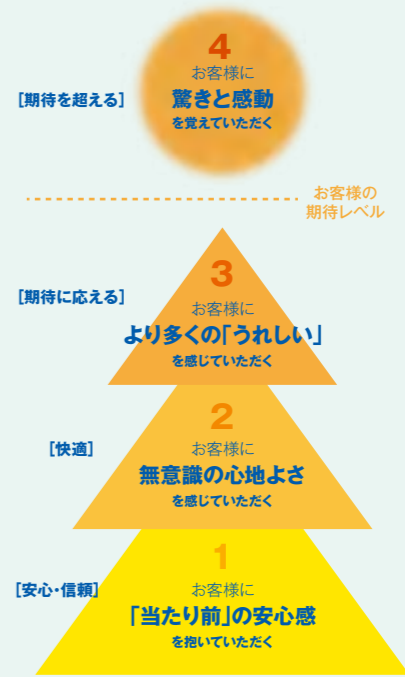 4
お客様に
[期待を超える]
驚きと感動
を覚えていただく
お客様の
期待レベル
3
[期待に応える]
お客様に
より多くの「うれしい」
を感じていただく
2
[快適]
お客様に
無意識の心地よさ
を感じていただく
1
[安心・信頼]
お客様に
「当たり前」の安心感
を抱いていただく